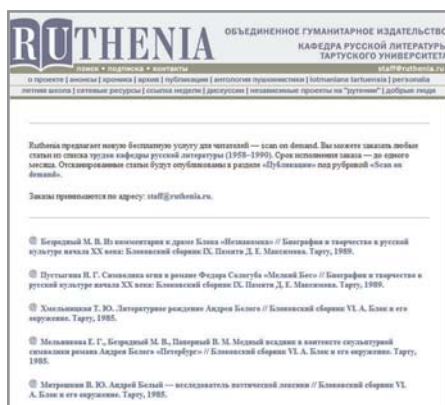 RUTHENIA
ОБЪЕДИНЕННОЕ ГУМАНИТАРНОЕ ИЗДАТЕЛЬСТВО
КАФЕДРА РУССКОЙ ЛИТЕРАТУРЫ
ТАРТУСКОГО УНИВЕРСИТЕТА
поиск • подписка • контакты
staff@ruthenia.ru
о проекте | анонсы | хроника | архив | публикации | антология пушкинистики | lotmaniana tartuensia | personalia
летняя школа | сетевые ресурсы | ссылка недели | дискуссии | независимые проекты на "рутении" | добрые люди
Ruthenia предлагает новую бесплатную услугу для читателей — scan on demand. Вы можете заказать любые
статьи из списка трудов кафедры русской литературы (1958–1990). Срок исполнения заказа — до одного
месяца. Отсканированные статьи будут опубликованы в разделе «Публикации» под рубрикой «Scan on
demand».
Заказы принимаются по адресу: staff@ruthenia.ru.
@ Безродный М. В. Из комментария к драме Блока «Незнакомка» // Биография и творчество в русской
культуре начала XX века: Блоковский сборник IX. Памяти Д. Е. Максимова. Тарту, 1989.
@ Пустыгина Н. Г. Символика огня в романе Федора Сологуба «Мелкий Бес» // Биография и творчество в
русской культуре начала XX века: Блоковский сборник IX. Памяти Д. Е. Максимова. Тарту, 1989.
@ Хмельницкая Т. Ю. Литературное рождение Андрея Белого // Блоковский сборник VI. А. Блок и его
окружение. Тарту, 1985.
@ Мельникова Е. Г., Безродный М. В., Паперный В. М. Медный всадник в контексте скульптурной
символики романа Андрея Белого «Петербург» // Блоковский сборник VI. А. Блок и его окружение. Тарту,
1985.
@ Митрошкин В. Ю. Андрей Белый — исследователь поэтической лексики // Блоковский сборник VI.
А. Блок и его окружение. Тарту, 1985.